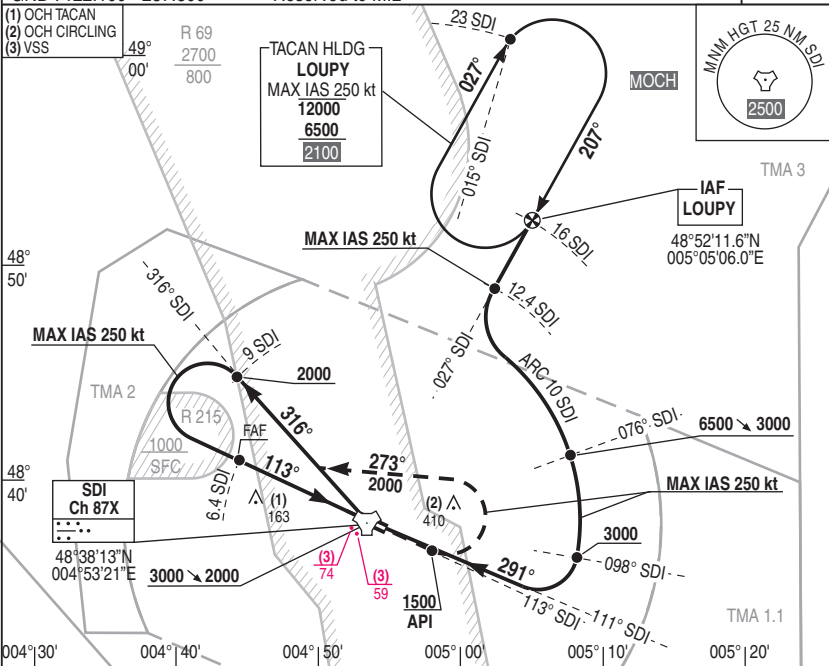 (1) OCH TACAN
(2) OCH CIRCLING
(3) VSS
R 69
2700
800
49°
00'
TACAN HLDG
LOUPY
MAX IAS 250 kt
12000
6500
2100
23 SDI
027°
015° SDI
207°
MOCH
MNM HGT 25 NM SDI
2500
TMA 3
IAF
LOUPY
48°52'11.6"N
005°05'06.0"E
16 SDI
MAX IAS 250 kt
12.4 SDI
48°
50'
316° SDI
027° SDI
ARC 10 SDI
MAX IAS 250 kt
9 SDI
2000
TMA 2
R 215
1000
SFC
FAF
316°
076° SDI
6500 ↘ 3000
113°
273°
2000
48°
40'
6.4 SDI
(1)
163
(2)
410
MAX IAS 250 kt
SDI
Ch 87X
48°38'13"N
004°53'21"E
3000 ↘ 2000
(3)
74
(3)
59
1500
API
291°
3000
098° SDI
113° SDI
111° SDI
TMA 1.1
004°30'
004°40'
004°50'
005°00'
005°10'
005°20'